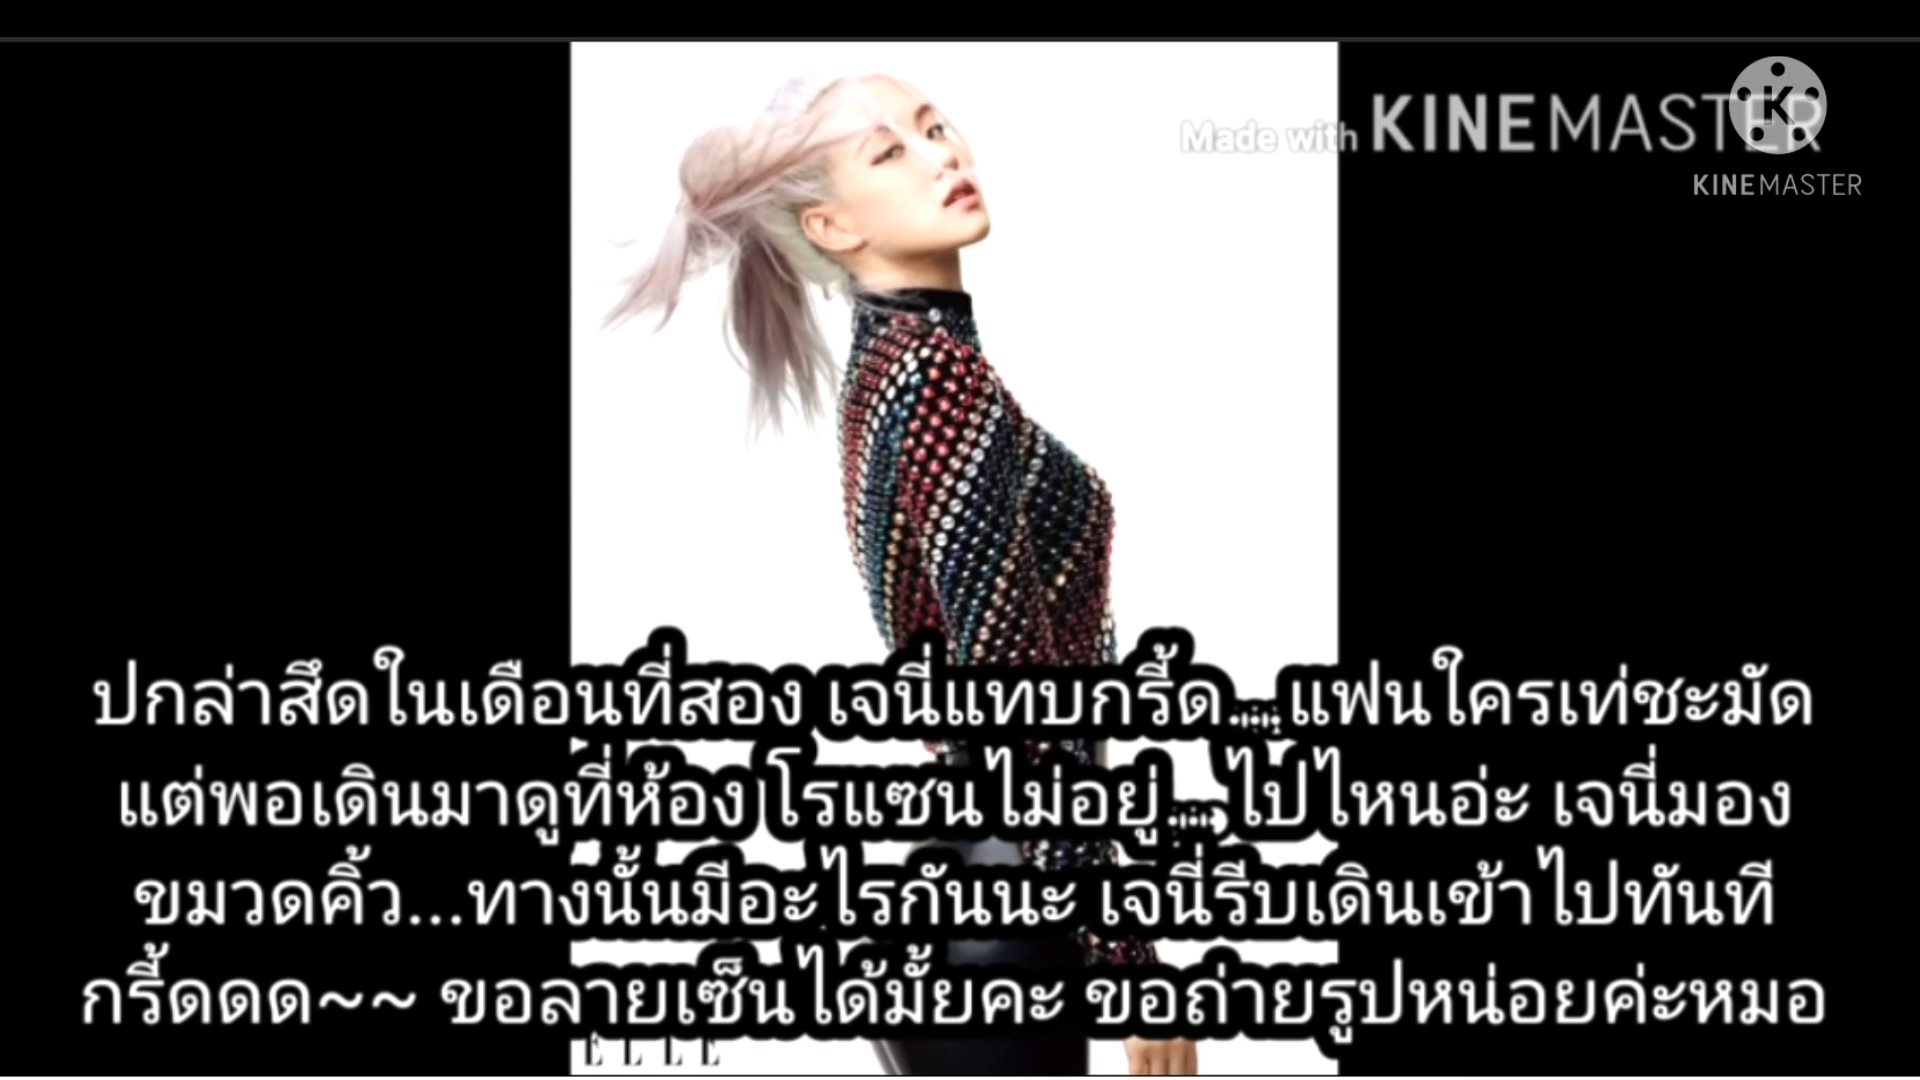 Made with KINEMASTER
K
KINEMASTER
ปกล่าสึดในเดือนที่สอง เจนี่แทบกรี้ด....แฟนใครเท่ชะมัด
แต่พอเดินมาดูที่ห้อง โรแซนไม่อยู่....ไปไหนอ่ะ เจนี่มอง
ขมวดคิ้ว...ทางนั้นมีอะไรกันนะ เจนี่รีบเดินเข้าไปทันที
กรี้ดดด~~ ขอลายเซ็นได้มั้ยคะ ขอถ่ายรูปหน่อยค่ะหมอ